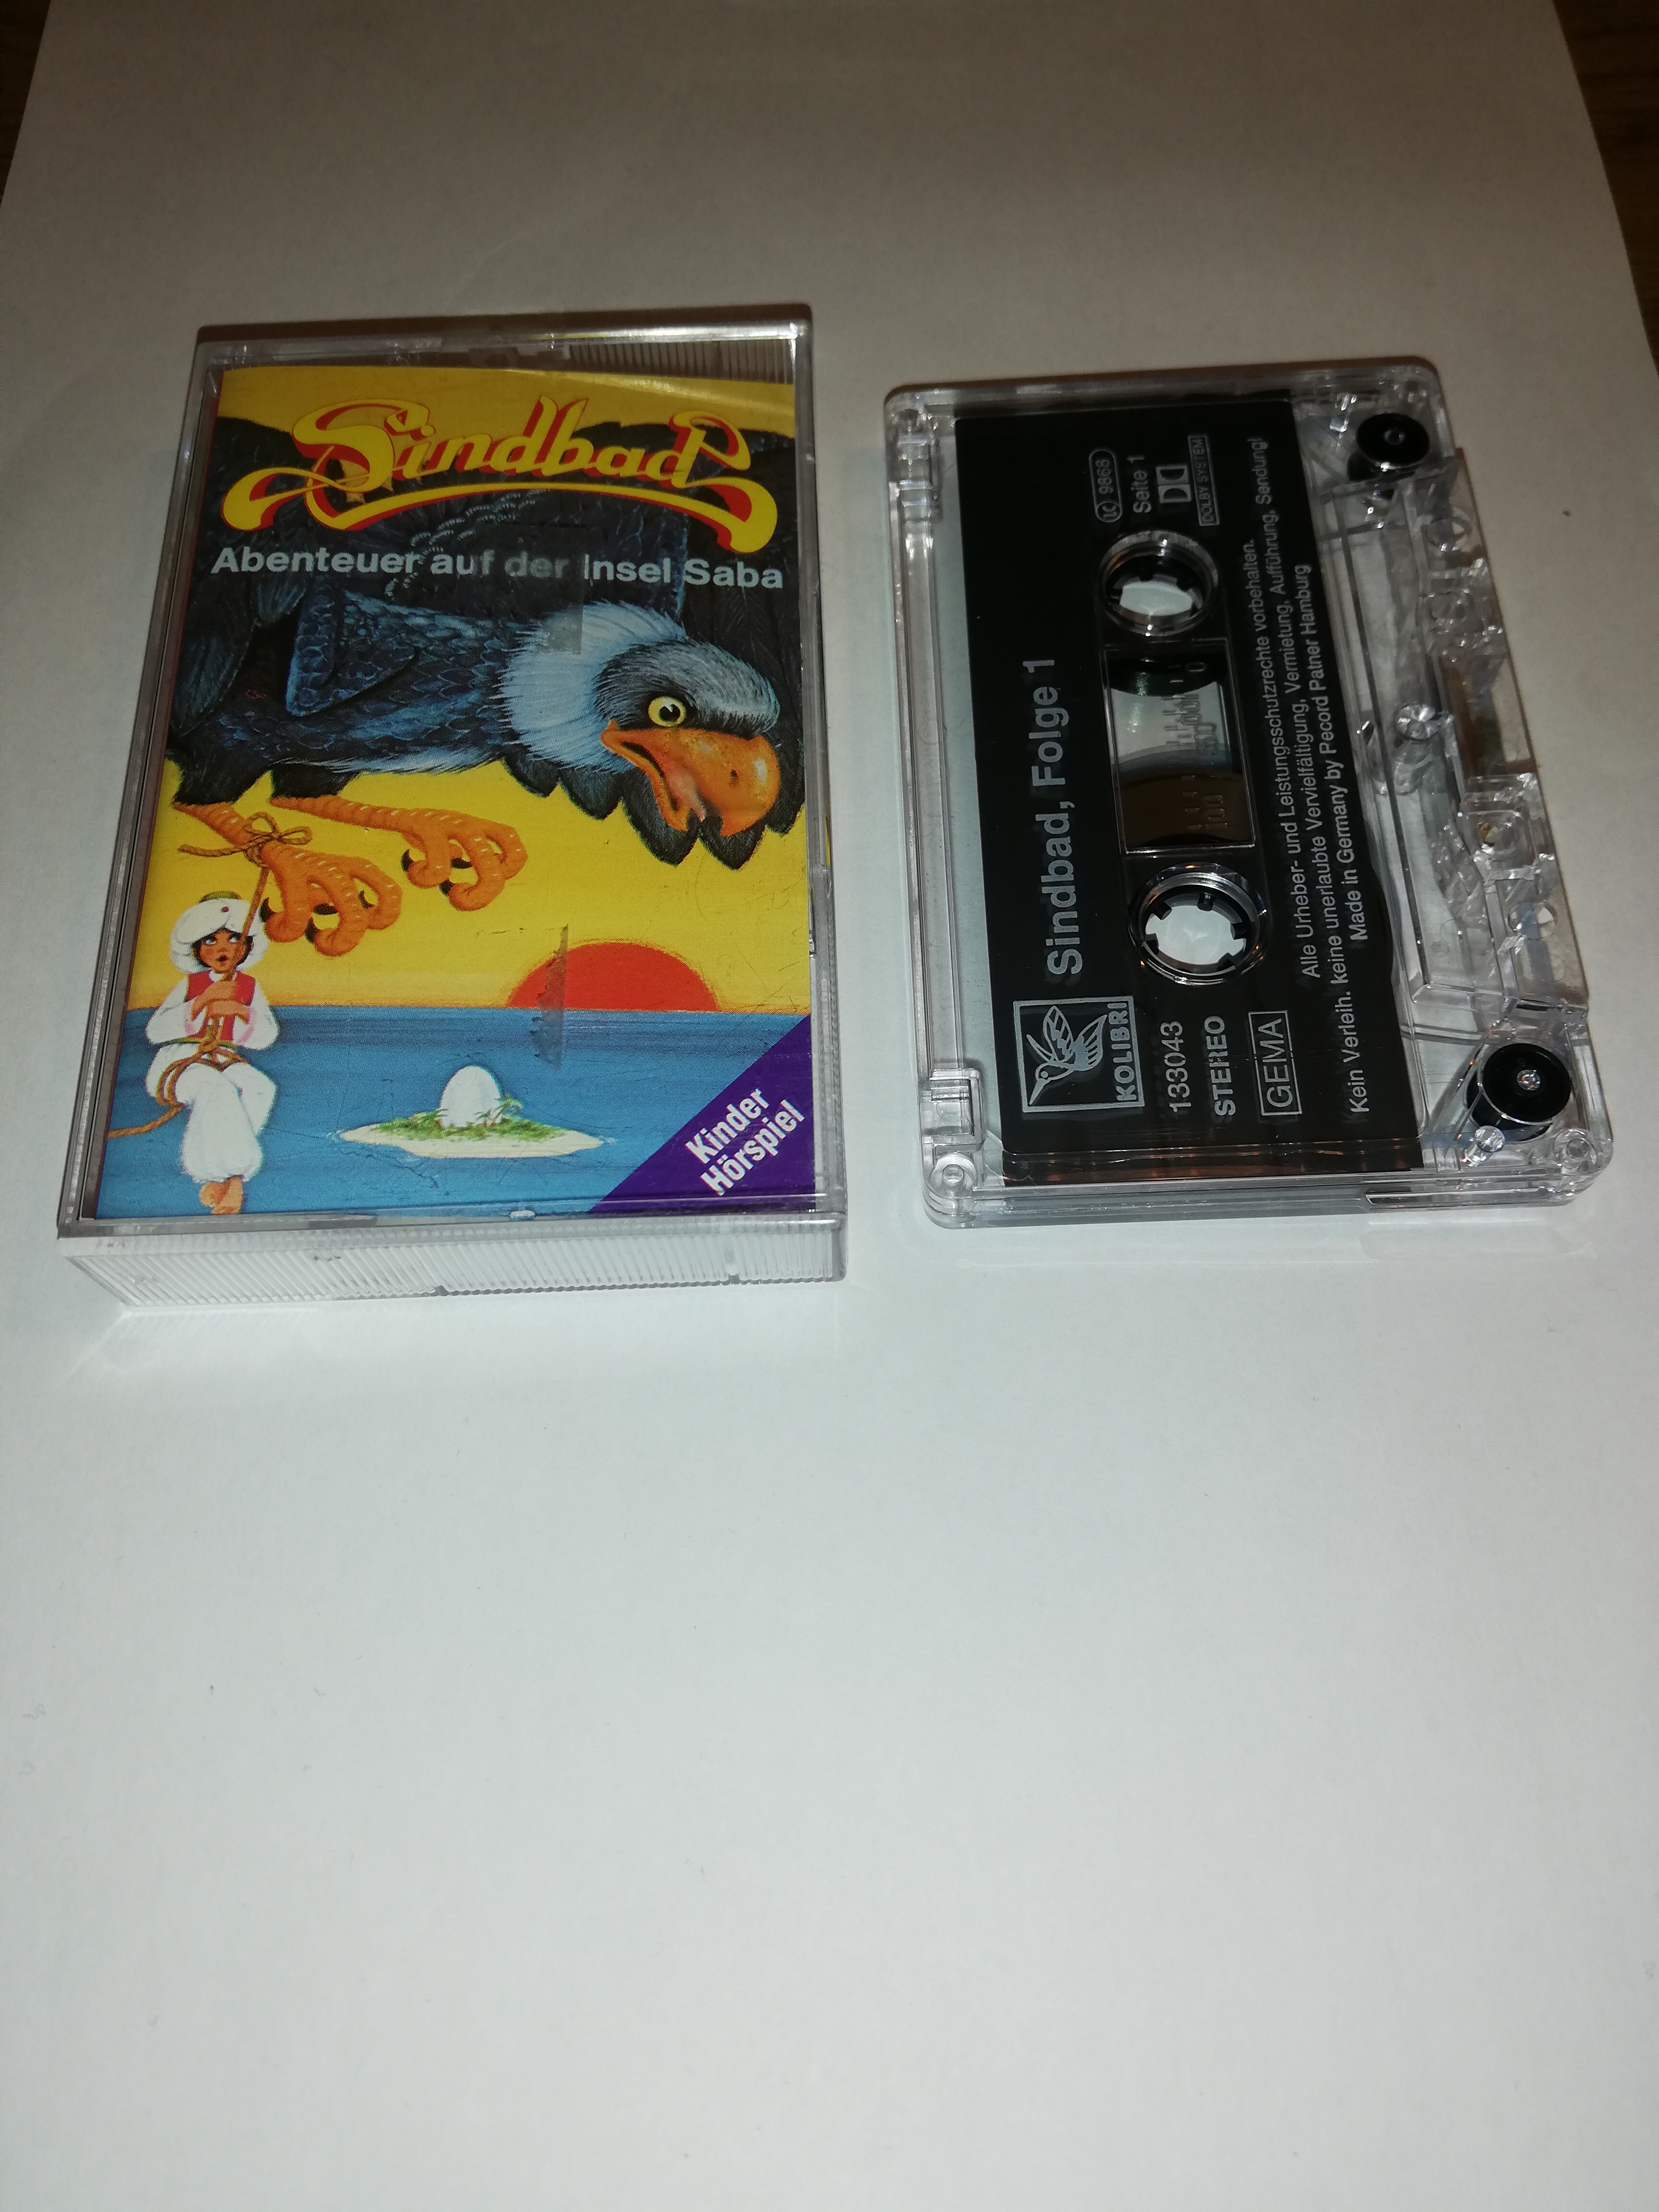 Sindbad
Abenteuer auf der Insel Saba
Kinder
Hörspiel
KOLIBRI
Sindbad, Folge 1
133043
STEREO
GEMA
LC 9868
Seite 1
DOLBY SYSTEM
100
0
Alle Urheber- und Leistungsschutzrechte vorbehalten.
Kein Verleih. keine unerlaubte Vervielfältigung, Vermietung, Aufführung, Sendung!
Made in Germany by Pecord Patner Hamburg